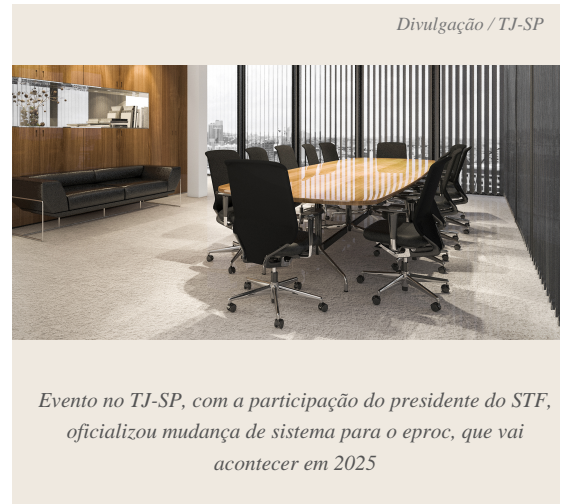 Divulgação / TJ-SP
Evento no TJ-SP, com a participação do presidente do STF,
oficializou mudança de sistema para o eproc, que vai
acontecer em 2025